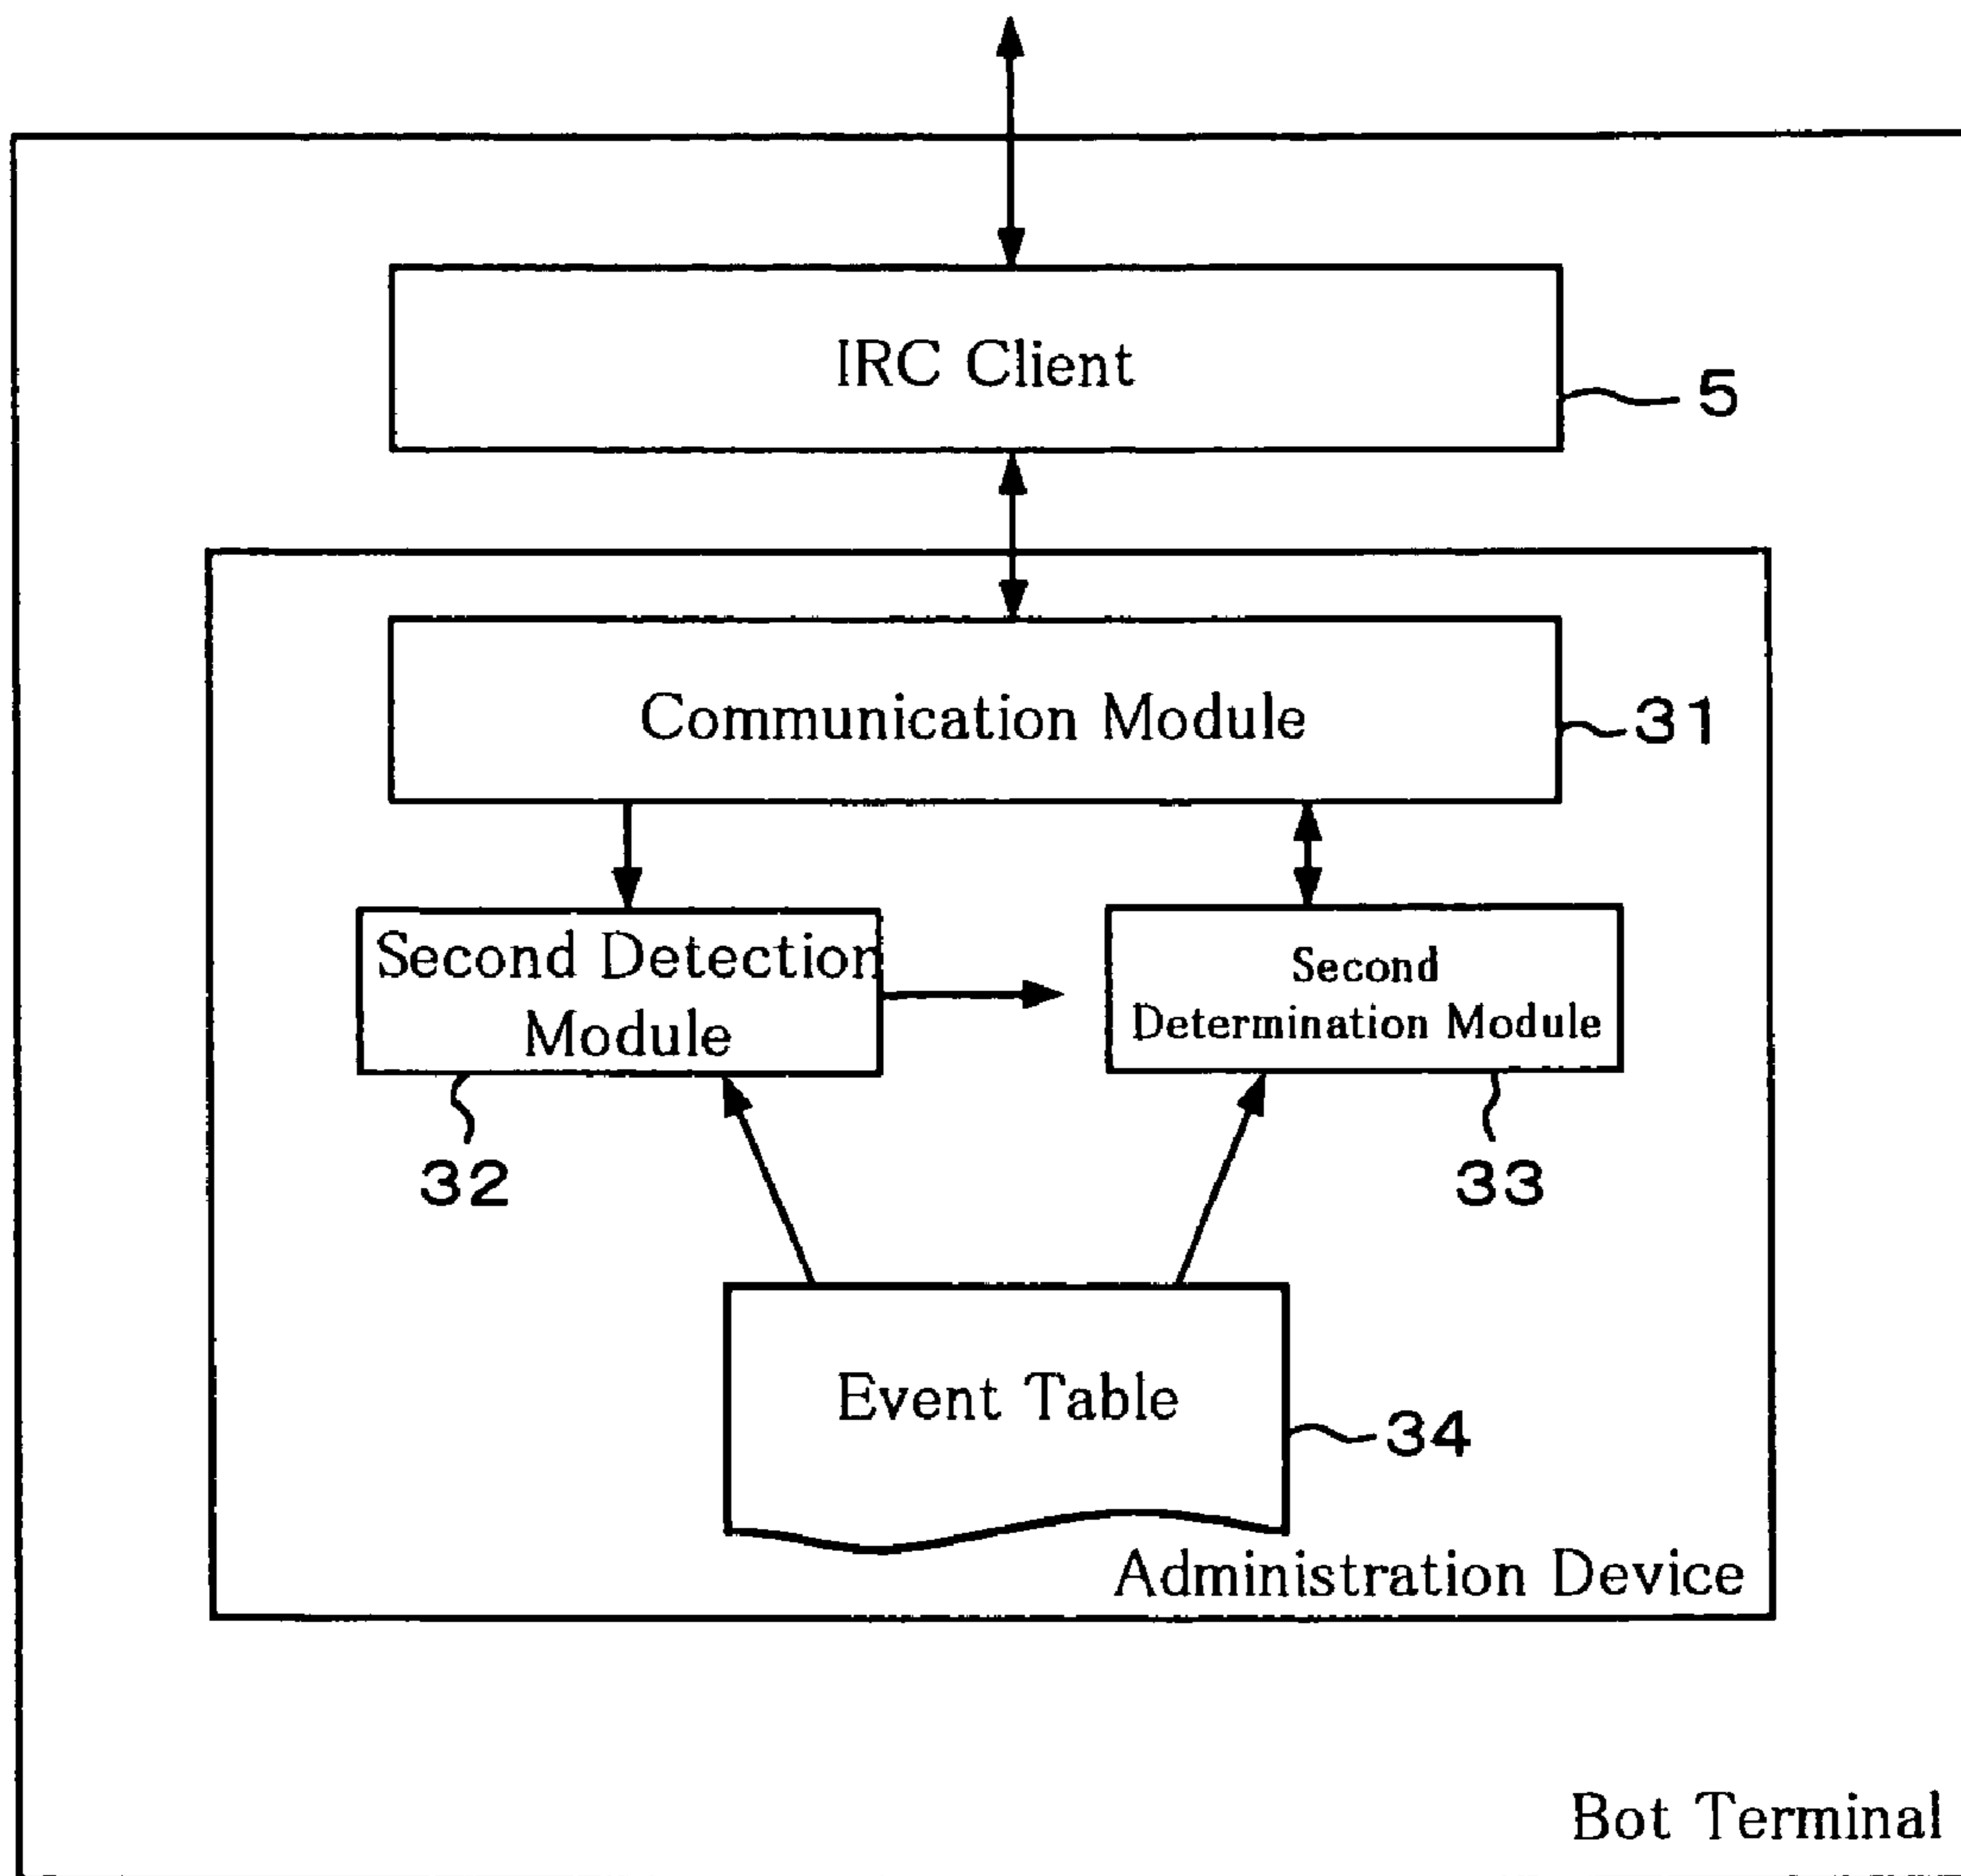 IRC Client
5
Communication Module
31
Second Detection
Module
Second
Determination Module
32
33
Event Table
34
Administration Device
Bot Terminal